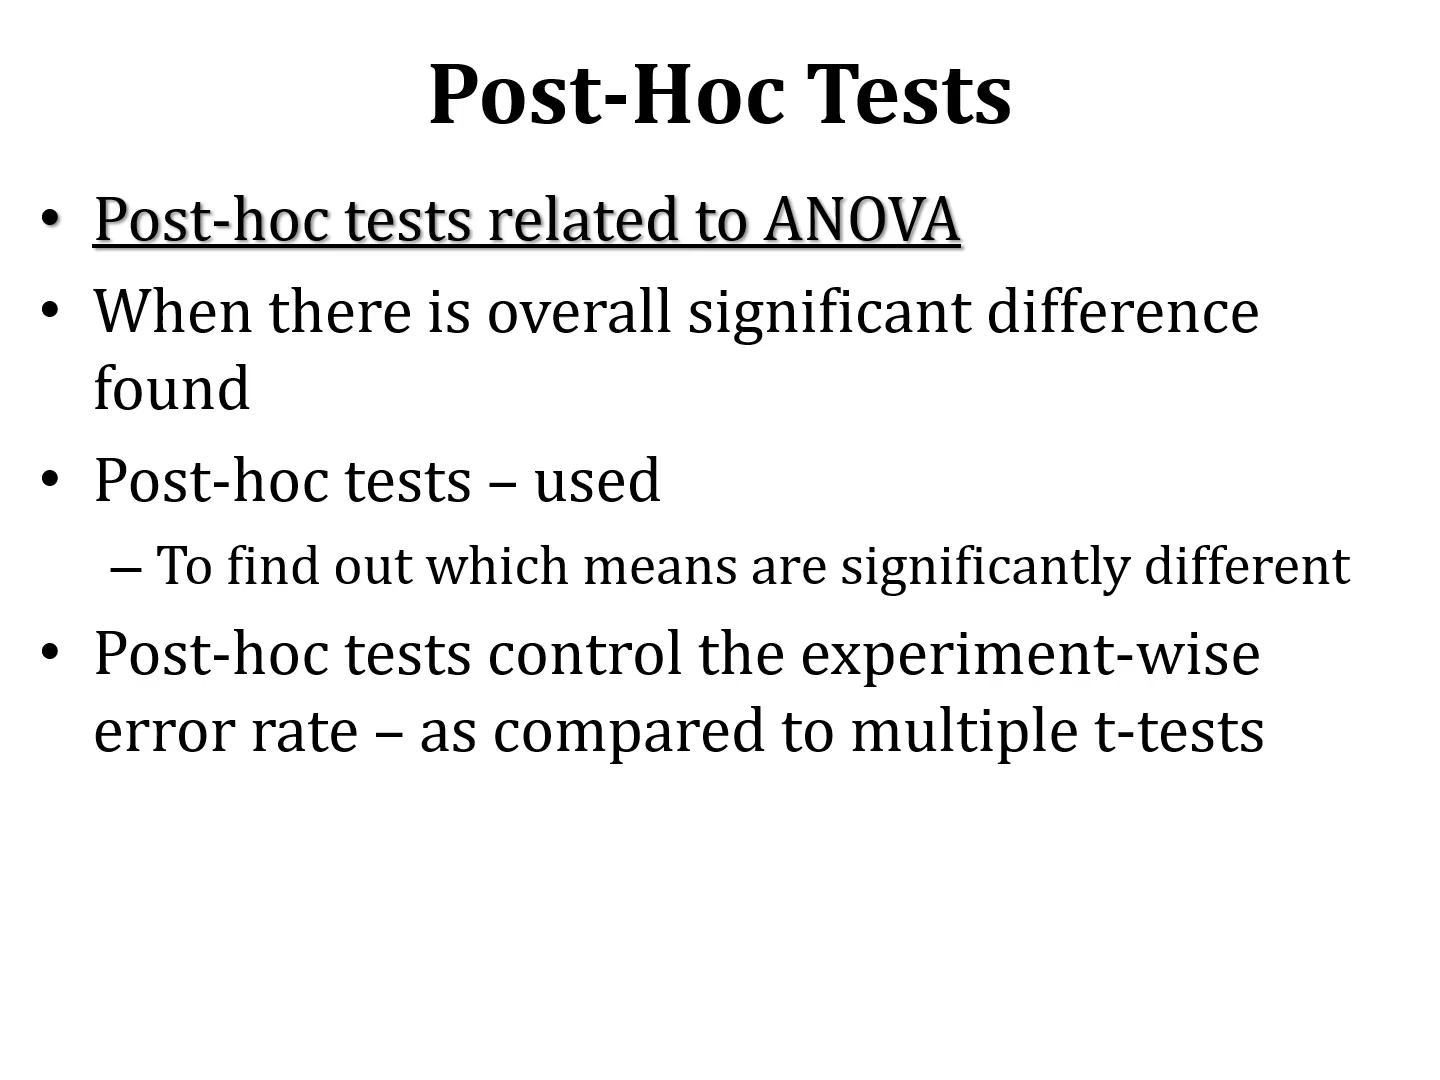 Post-Hoc Tests
• Post-hoc tests related to ANOVA
• When there is overall significant difference
found
• Post-hoc tests – used
– To find out which means are significantly different
• Post-hoc tests control the experiment-wise
error rate – as compared to multiple t-tests